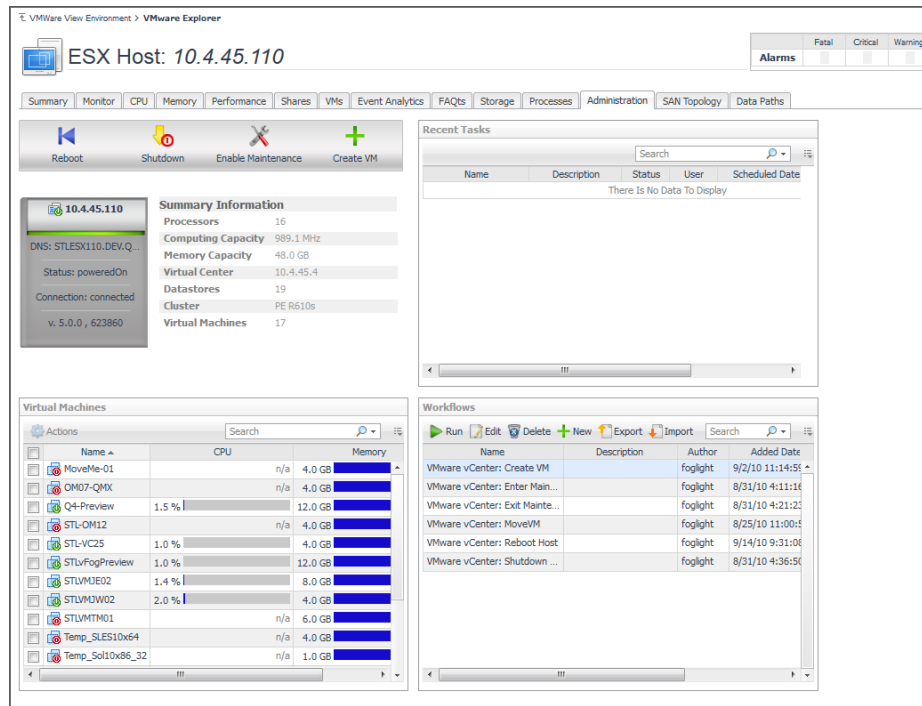 VMWare View Environment > VMware Explorer
ESX Host: 10.4.45.110
Fatal Critical Warning
Alarms
Summary Monitor CPU Memory Performance Shares VMs Event Analytics FAQts Storage Processes Administration SAN Topology Data Paths
Reboot Shutdown Enable Maintenance Create VM
10.4.45.110
DNS: STLESX110.DEV.Q...
Status: poweredOn
Connection: connected
v. 5.0.0 , 623860
Summary Information
Processors 16
Computing Capacity 989.1 MHz
Memory Capacity 48.0 GB
Virtual Center 10.4.45.4
Datastores 19
Cluster PE R610s
Virtual Machines 17
Recent Tasks
Search
Name Description Status User Scheduled Date
There Is No Data To Display
Virtual Machines
Actions Search
Name CPU Memory
MoveMe-01 n/a 4.0 GB
OM07-QMX n/a 4.0 GB
Q4-Preview 1.5 % 12.0 GB
STL-OM12 n/a 4.0 GB
STL-VC25 1.0 % 4.0 GB
STLvFogPreview 1.0 % 12.0 GB
STLVMJE02 1.4 % 8.0 GB
STLVMJW02 2.0 % 4.0 GB
STLVMTM01 n/a 6.0 GB
Temp_SLES10x64 n/a 4.0 GB
Temp_Sol10x86_32 n/a 1.0 GB
Workflows
Run Edit Delete New Export Import Search
Name Description Author Added Date
VMware vCenter: Create VM foglight 9/2/10 11:14:59
VMware vCenter: Enter Main... foglight 8/31/10 4:11:16
VMware vCenter: Exit Mainte... foglight 8/31/10 4:21:23
VMware vCenter: MoveVM foglight 8/25/10 11:00:5
VMware vCenter: Reboot Host foglight 9/14/10 9:31:08
VMware vCenter: Shutdown ... foglight 8/31/10 4:36:50